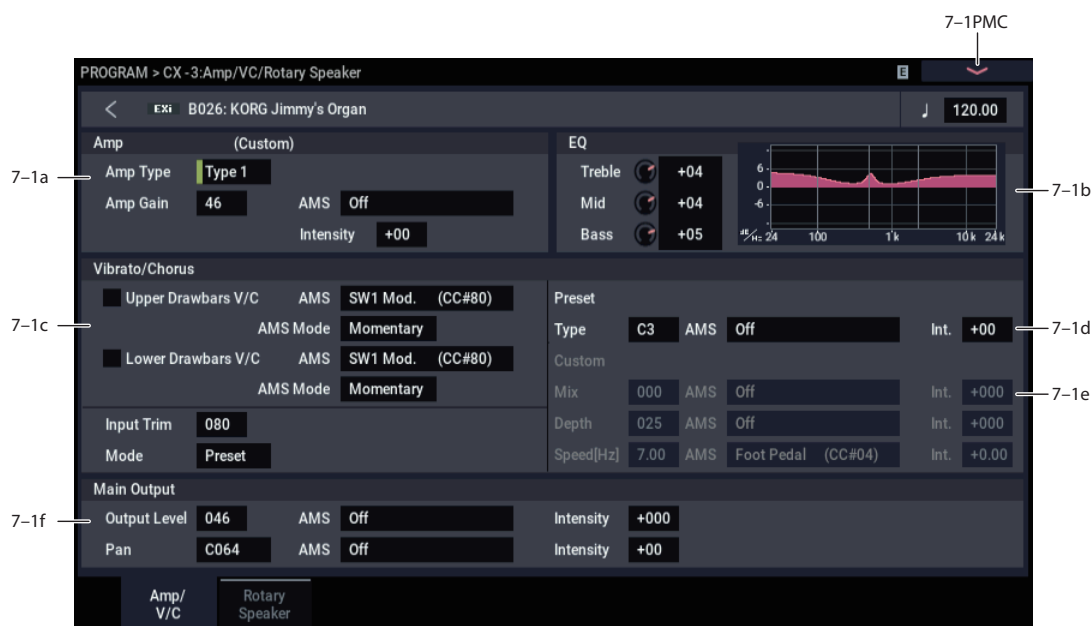 7–1PMC
PROGRAM > CX -3:Amp/VC/Rotary Speaker E
EXi B026: KORG Jimmy's Organ ♩ 120.00
Amp (Custom)
7–1a
Amp Type Type 1
Amp Gain 46 AMS Off
Intensity +00
EQ
Treble +04
Mid +04
Bass +05
6
0
-6
dB/Hz 24 100 1k 10k 24k
7–1b
Vibrato/Chorus
7–1c
Upper Drawbars V/C AMS SW1 Mod. (CC#80)
AMS Mode Momentary
Lower Drawbars V/C AMS SW1 Mod. (CC#80)
AMS Mode Momentary
Input Trim 080
Mode Preset
Preset
Type C3 AMS Off Int. +00
7–1d
Custom
Mix 000 AMS Off Int. +000
7–1e
Depth 025 AMS Off Int. +000
Speed[Hz] 7.00 AMS Foot Pedal (CC#04) Int. +0.00
Main Output
7–1f
Output Level 046 AMS Off Intensity +000
Pan C064 AMS Off Intensity +00
Amp/
V/C
Rotary
Speaker